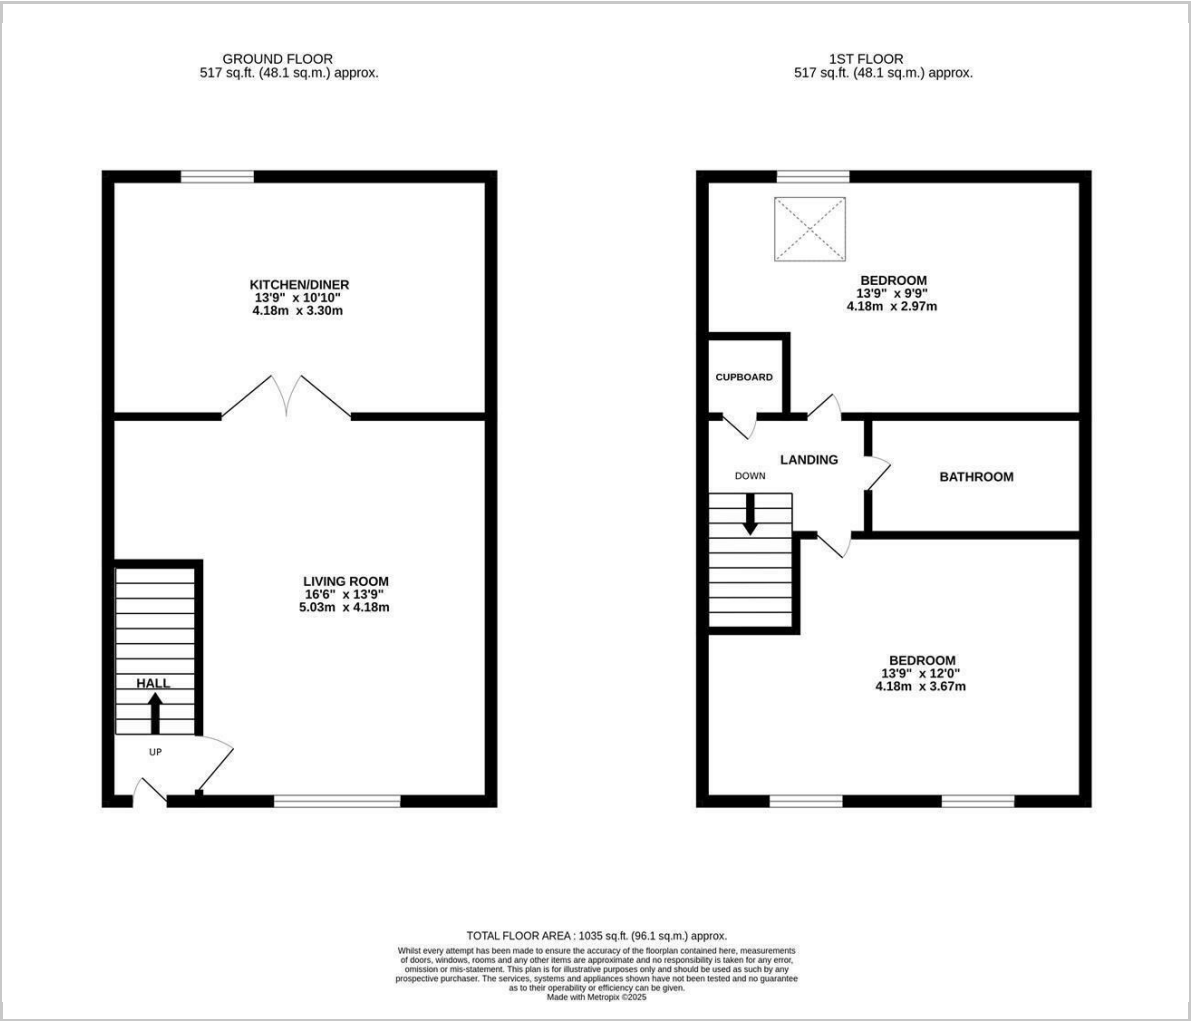 GROUND FLOOR
517 sq.ft. (48.1 sq.m.) approx.
1ST FLOOR
517 sq.ft. (48.1 sq.m.) approx.
KITCHEN/DINER
13'9" x 10'10"
4.18m x 3.30m
LIVING ROOM
16'6" x 13'9"
5.03m x 4.18m
HALL
UP
BEDROOM
13'9" x 9'9"
4.18m x 2.97m
CUPBOARD
LANDING
DOWN
BATHROOM
BEDROOM
13'9" x 12'0"
4.18m x 3.67m
TOTAL FLOOR AREA : 1035 sq.ft. (96.1 sq.m.) approx.
Whilst every attempt has been made to ensure the accuracy of the floorplan contained here, measurements
of doors, windows, rooms and any other items are approximate and no responsibility is taken for any error,
omission or mis-statement. This plan is for illustrative purposes only and should be used as such by any
prospective purchaser. The services, systems and appliances shown have not been tested and no guarantee
as to their operability or efficiency can be given.
Made with Metropix ©2025